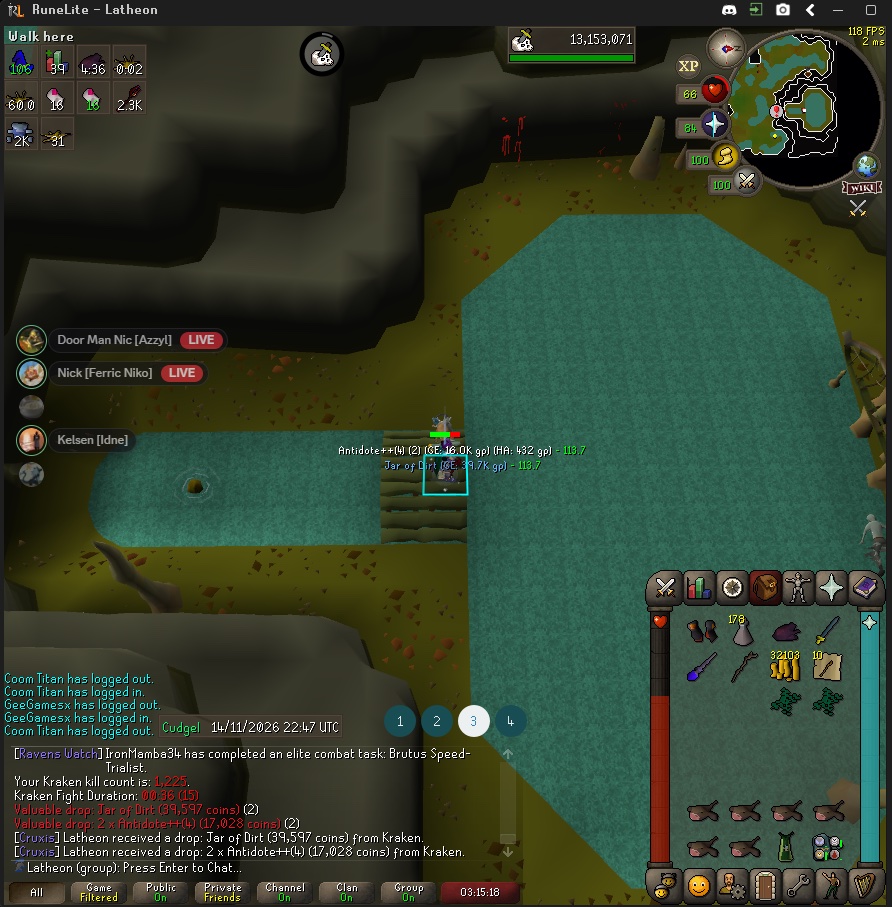 RuneLite - Latheon
Walk here
118 FPS
2 ms
106 39 4:36 0:02
60.0 16 2.3K
2K 31
13,153,071
XP
66
84
100
100
WIKI
Door Man Nic [Azzyl] LIVE
Nick [Ferric Niko] LIVE
Kelsen [Idne]
Antidote++(4) (2) (GE: 16.0K gp) (HA: 432 gp) - 113.7
Jar of Dirt (GE: 39.7K gp) - 113.7
178
32103 10
Coom Titan has logged out.
Coom Titan has logged in.
GeeGamesx has logged out.
GeeGamesx has logged in.
Coom Titan has logged out.
Cudgel 14/11/2026 22:47 UTC
1 2 3 4
[Ravens Watch] IronMamba34 has completed an elite combat task: Brutus Speed-
Trialist.
Your Kraken kill count is: 1,225.
Kraken Fight Duration: 00:36 (15)
Valuable drop: Jar of Dirt (39,597 coins) (2)
Valuable drop: 2 x Antidote++(4) (17,028 coins) (2)
[Cruxis] Latheon received a drop: Jar of Dirt (39,597 coins) from Kraken.
[Cruxis] Latheon received a drop: 2 x Antidote++(4) (17,028 coins) from Kraken.
Latheon (group): Press Enter to Chat...
All Game Filtered Public On Private Friends Channel On Clan On Group On 03:15:18